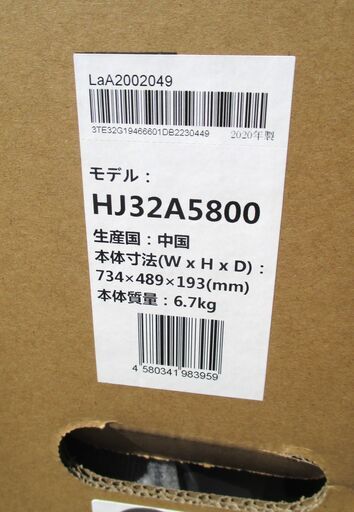 LaA2002049
3TE32G19466601DB2230449
2020年製
モデル：
HJ32A5800
生産国：中国
本体寸法(W x H x D)：
734×489×193(mm)
本体質量：6.7kg
4 580341 983959